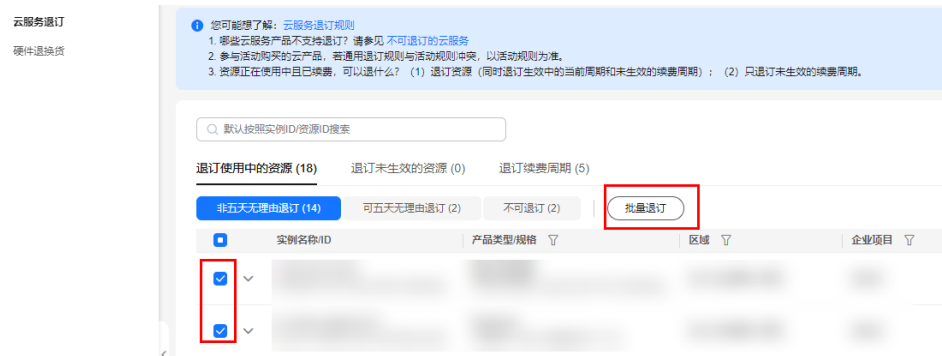 云服务退订
硬件退换货
您可能想了解：云服务退订规则
1. 哪些云服务产品不支持退订？请参见 不可退订的云服务
2. 参与活动购买的云产品，若通用退订规则与活动规则冲突，以活动规则为准。
3. 资源正在使用中且已续费，可以退什么？（1）退订资源（同时退订生效中的当前周期和未生效的续费周期）；（2）只退订未生效的续费周期。
默认按照实例ID/资源ID搜索
退订使用中的资源 (18) 退订未生效的资源 (0) 退订续费周期 (5)
非五天无理由退订 (14) 可五天无理由退订 (2) 不可退订 (2) 批量退订
实例名称/ID 产品类型/规格 区域 企业项目